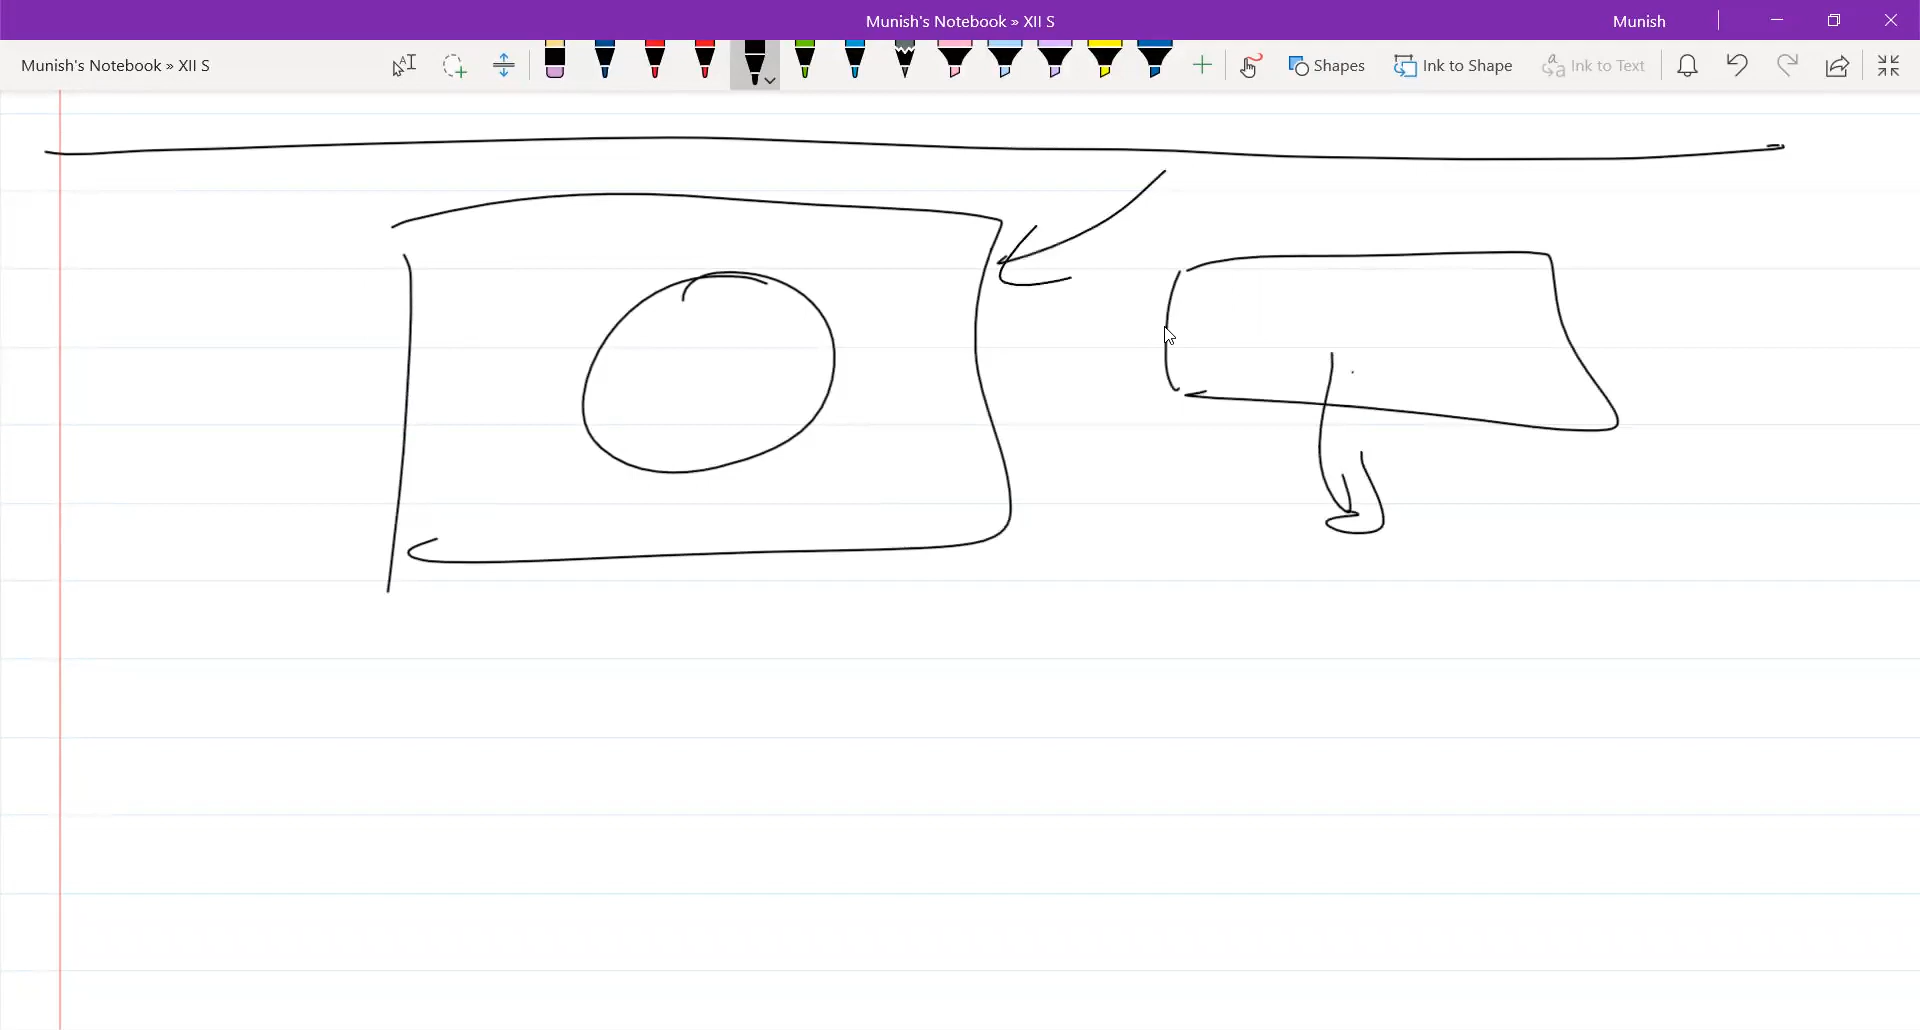 Munish's Notebook » XII S
Munish
Munish's Notebook » XII S
Shapes
Ink to Shape
Ink to Text